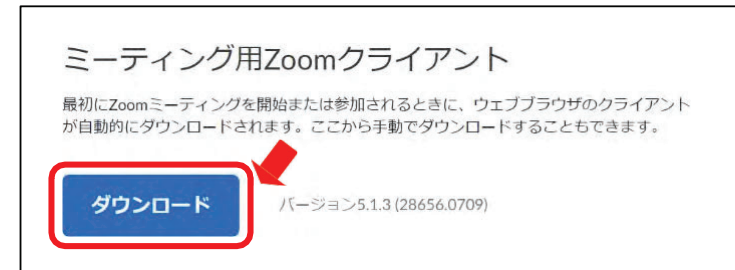 ミーティング用Zoomクライアント
最初にZoomミーティングを開始または参加されるときに、ウェブブラウザのクライアント
が自動的にダウンロードされます。ここから手動でダウンロードすることもできます。
ダウンロード
バージョン5.1.3 (28656.0709)